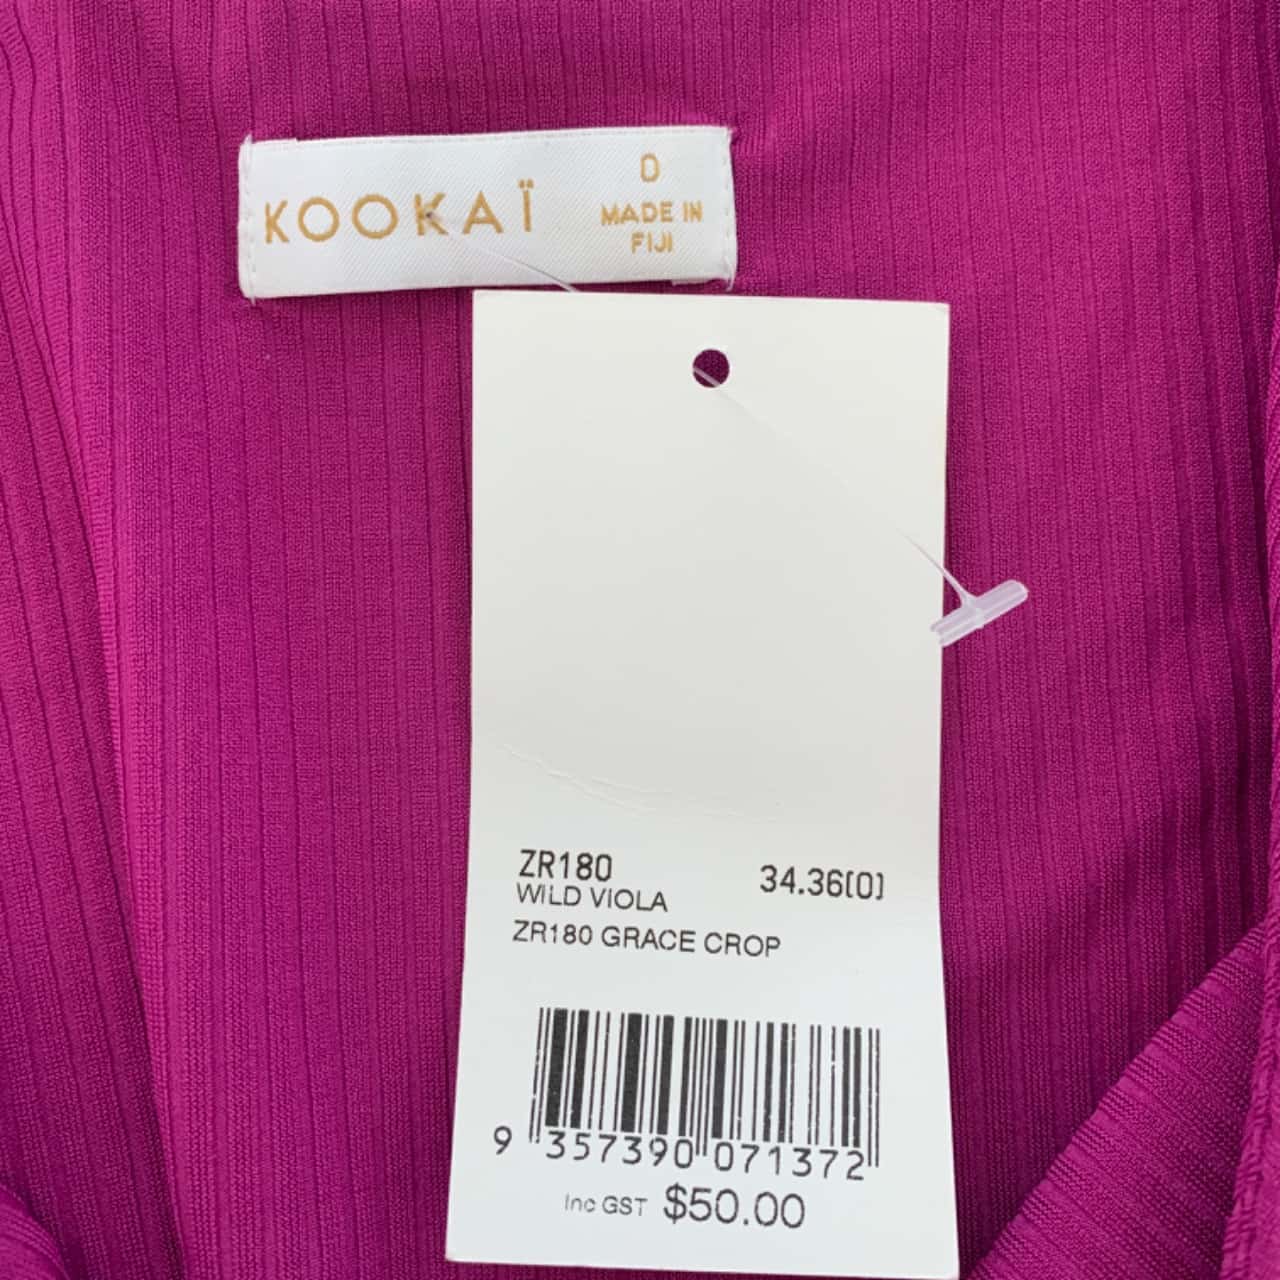 KOOKAÏ
0
MADE IN
FIJI
ZR180 34.36(0)
WILD VIOLA
ZR180 GRACE CROP
9 357390 071372
Inc GST $50.00